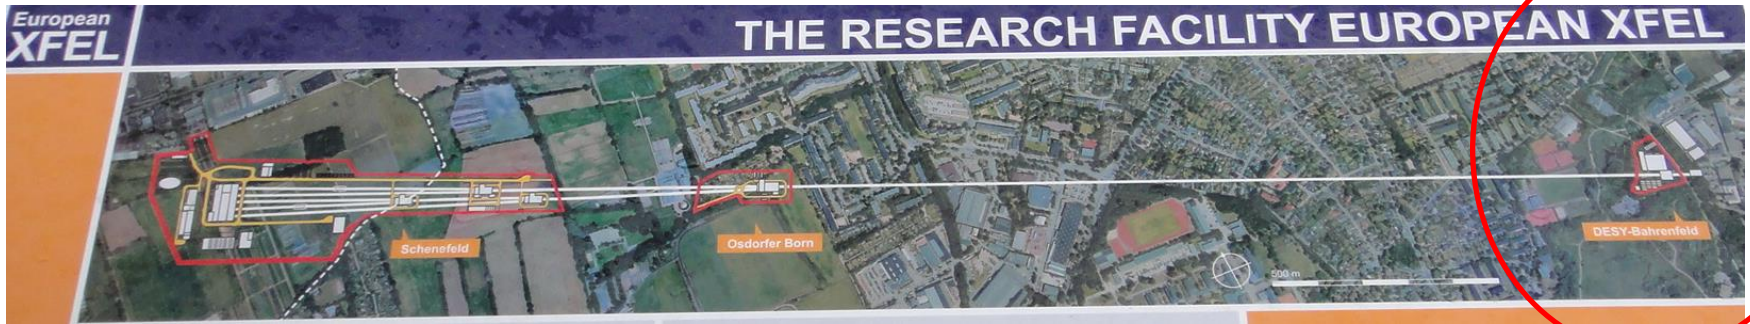 European
XFEL
THE RESEARCH FACILITY EUROPEAN XFEL
Schenefeld
Osdorfer Born
DESY-Bahrenfeld
500 m